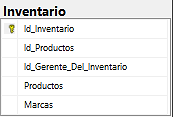 Inventario
Id_Inventario
Id_Productos
Id_Gerente_Del_Inventario
Productos
Marcas